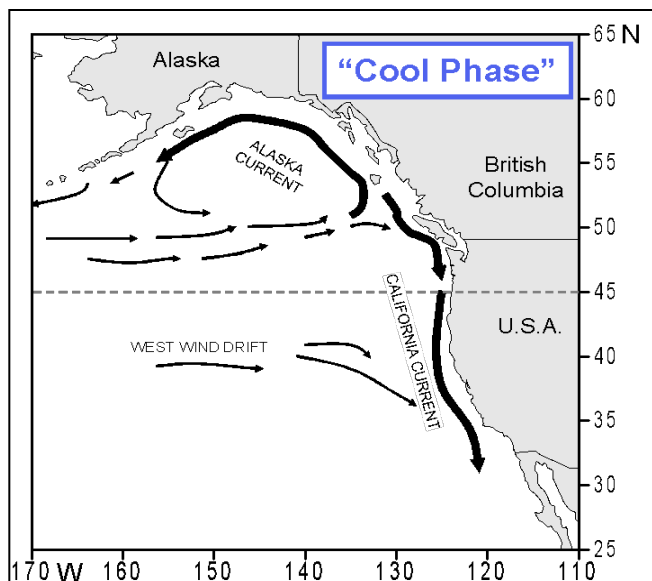 65 N
Alaska
“Cool Phase”
60
ALASKA
CURRENT
55
British
Columbia
50
45
U.S.A.
WEST WIND DRIFT
CALIFORNIA CURRENT
40
35
30
25
170 W 160 150 140 130 120 110